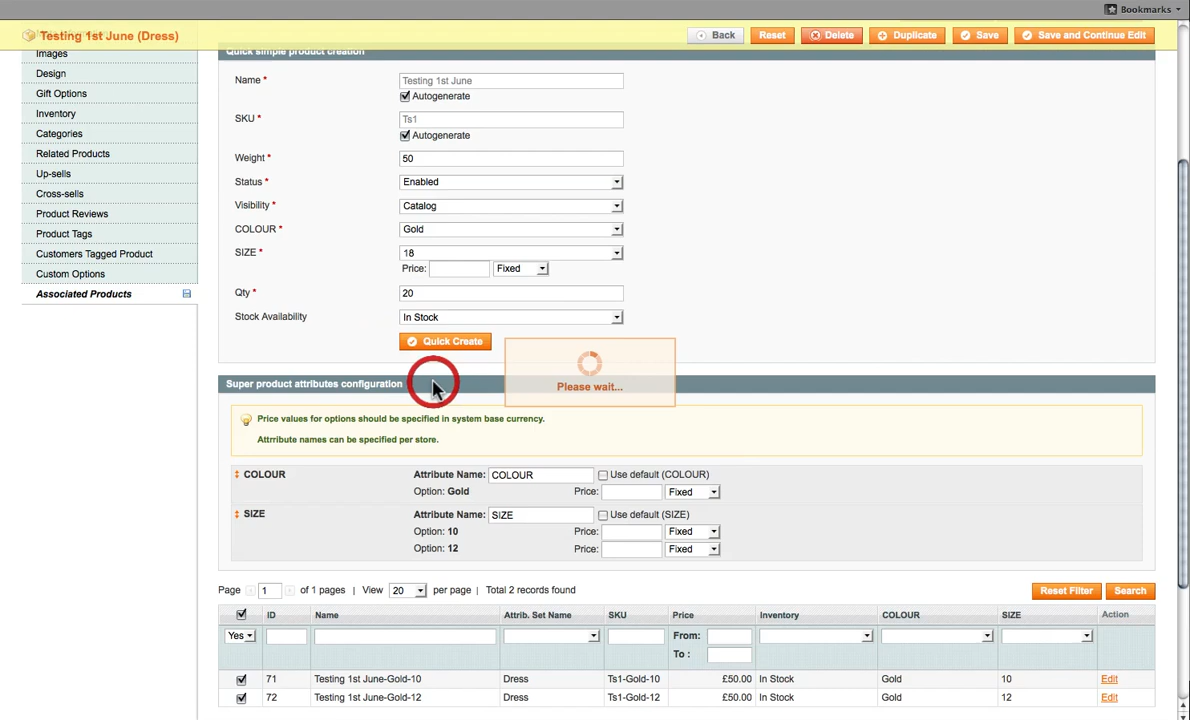 Bookmarks
Testing 1st June (Dress)
Back Reset Delete Duplicate Save Save and Continue Edit
Images
Design
Gift Options
Inventory
Categories
Related Products
Up-sells
Cross-sells
Product Reviews
Product Tags
Customers Tagged Product
Custom Options
Associated Products
Quick simple product creation
Name * Testing 1st June
Autogenerate
SKU * Ts1
Autogenerate
Weight * 50
Status * Enabled
Visibility * Catalog
COLOUR * Gold
SIZE * 18
Price: Fixed
Qty * 20
Stock Availability In Stock
Quick Create
Please wait...
Super product attributes configuration
Price values for options should be specified in system base currency.
Attrribute names can be specified per store.
COLOUR Attribute Name: COLOUR Use default (COLOUR)
Option: Gold Price: Fixed
SIZE Attribute Name: SIZE Use default (SIZE)
Option: 10 Price: Fixed
Option: 12 Price: Fixed
Page 1 of 1 pages | View 20 per page | Total 2 records found Reset Filter Search
ID Name Attrib. Set Name SKU Price Inventory COLOUR SIZE Action
Yes From:
To :
71 Testing 1st June-Gold-10 Dress Ts1-Gold-10 £50.00 In Stock Gold 10 Edit
72 Testing 1st June-Gold-12 Dress Ts1-Gold-12 £50.00 In Stock Gold 12 Edit